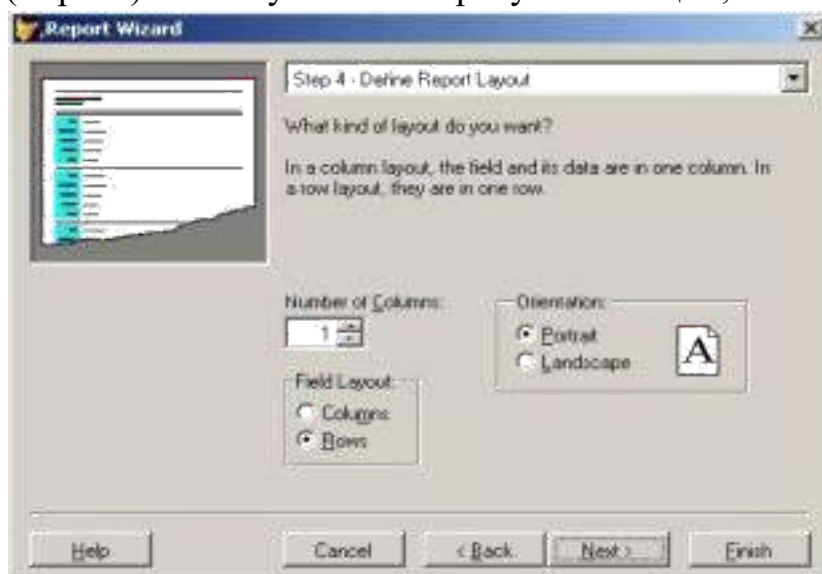 Report Wizard
Step 4 - Define Report Layout
What kind of layout do you want?
In a column layout, the field and its data are in one column. In
a row layout, they are in one row.
Number of Columns:
1
Orientation:
Portrait
Landscape
A
Field Layout:
Columns
Rows
Help
Cancel
< Back
Next >
Finish